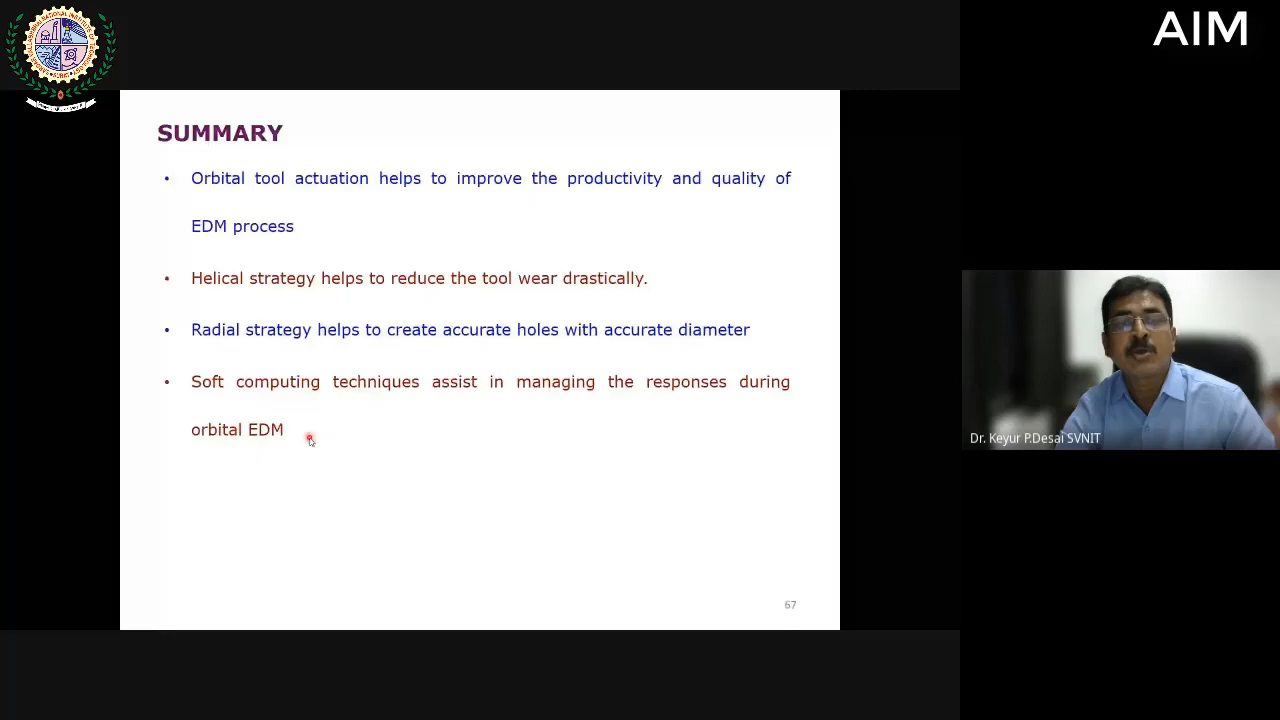 AIM
SUMMARY
• Orbital tool actuation helps to improve the productivity and quality of
EDM process
• Helical strategy helps to reduce the tool wear drastically.
• Radial strategy helps to create accurate holes with accurate diameter
• Soft computing techniques assist in managing the responses during
orbital EDM
Dr. Keyur P.Desai SVNIT
67